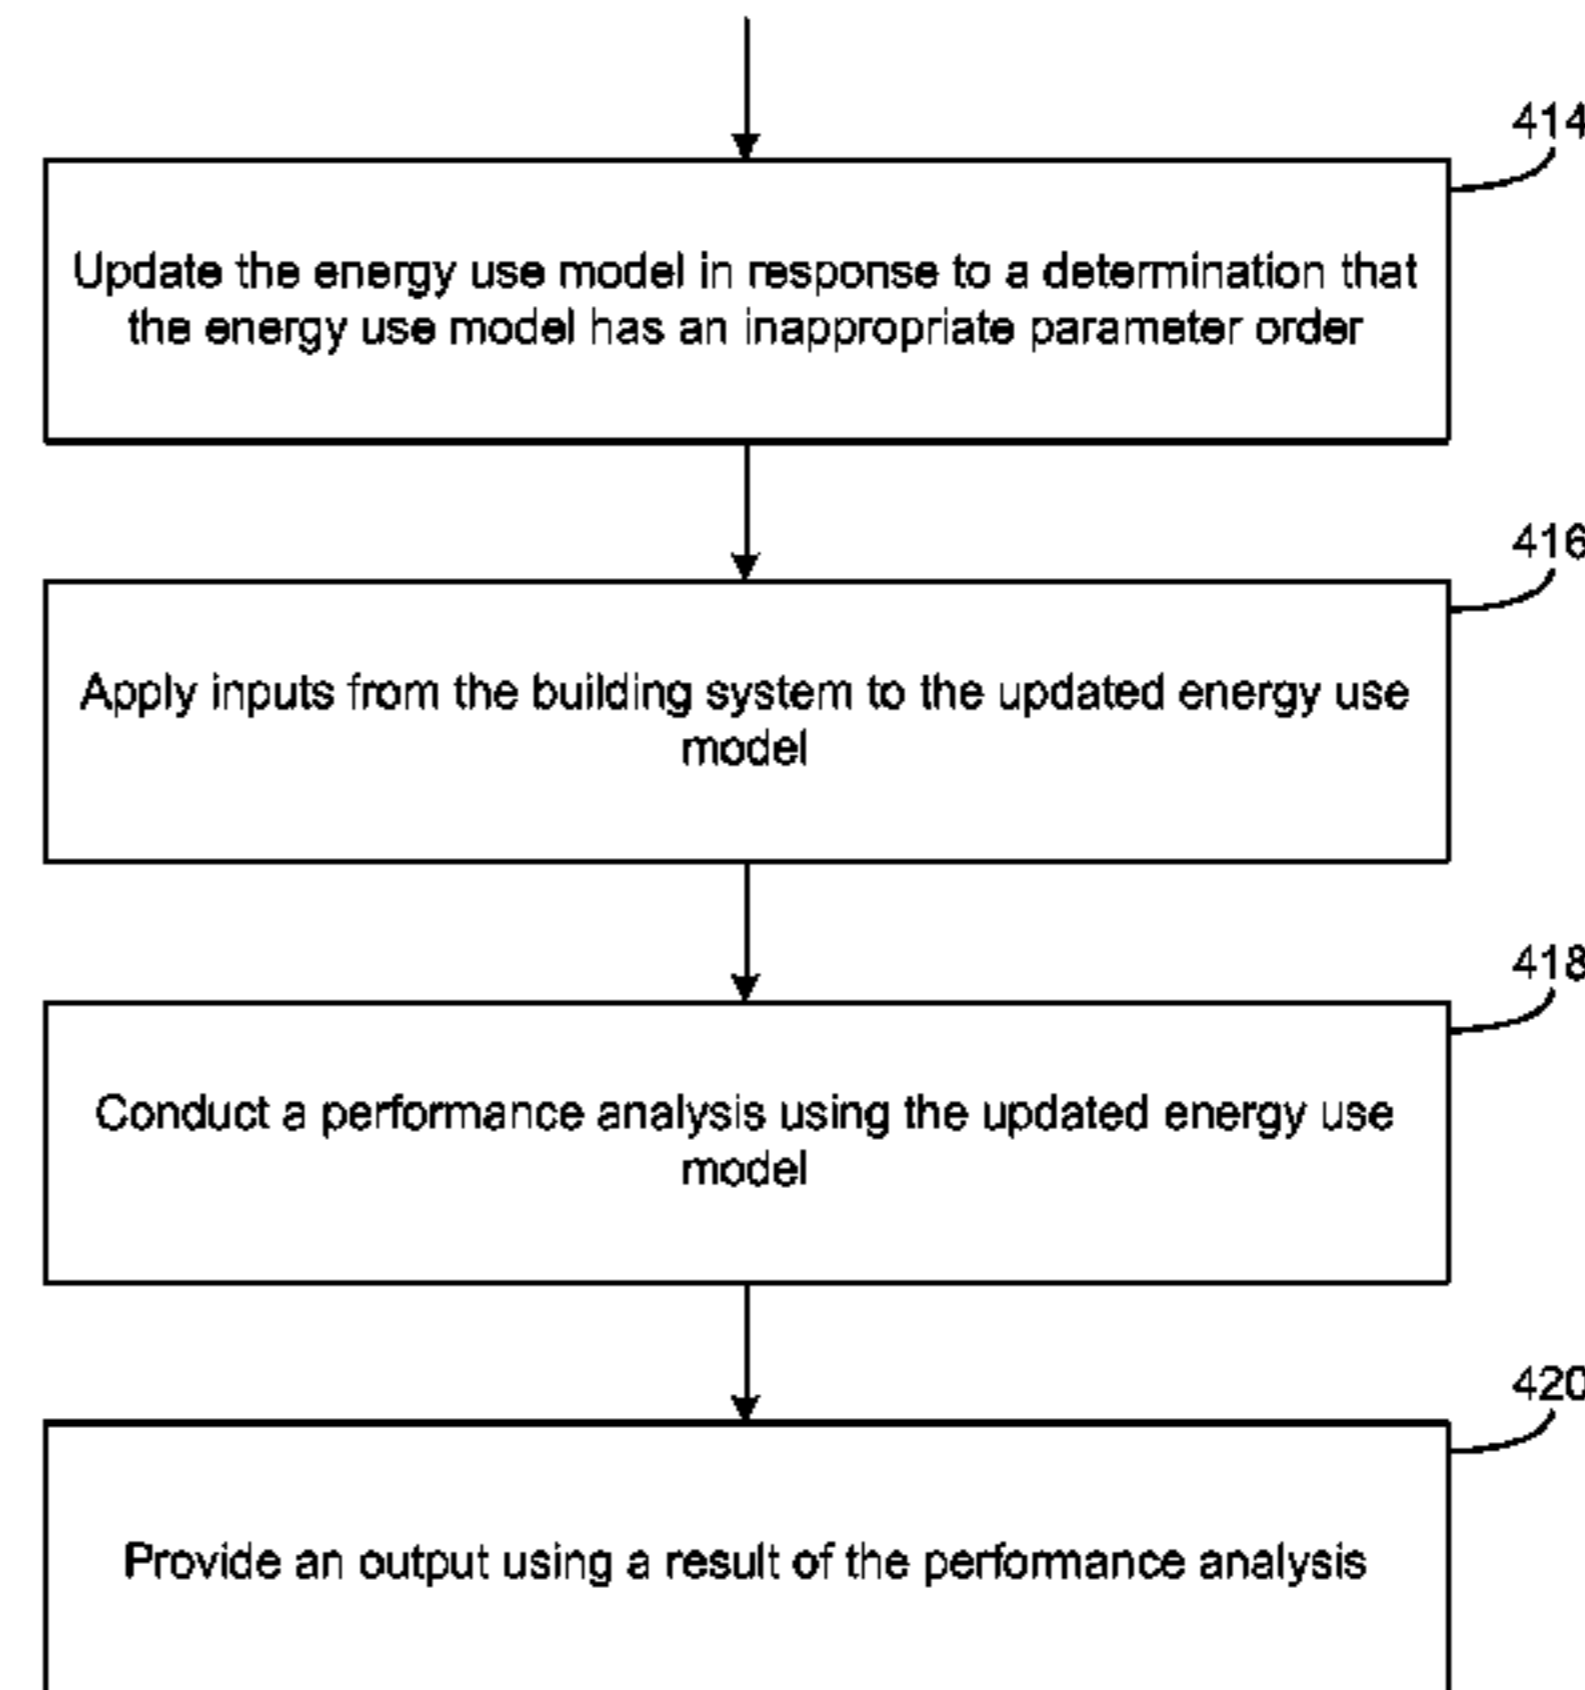 414
Update the energy use model in response to a determination that
the energy use model has an inappropriate parameter order
416
Apply inputs from the building system to the updated energy use
model
418
Conduct a performance analysis using the updated energy use
model
420
Provide an output using a result of the performance analysis